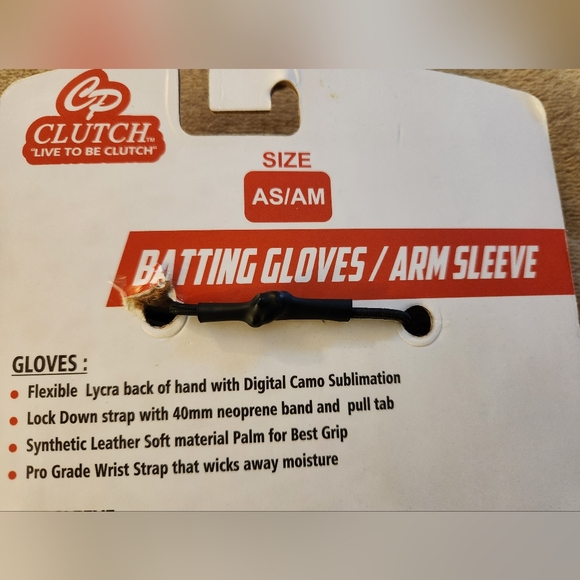 CP
CLUTCH™
"LIVE TO BE CLUTCH"
SIZE
AS/AM
BATTING GLOVES / ARM SLEEVE
GLOVES :
• Flexible Lycra back of hand with Digital Camo Sublimation
• Lock Down strap with 40mm neoprene band and pull tab
• Synthetic Leather Soft material Palm for Best Grip
• Pro Grade Wrist Strap that wicks away moisture